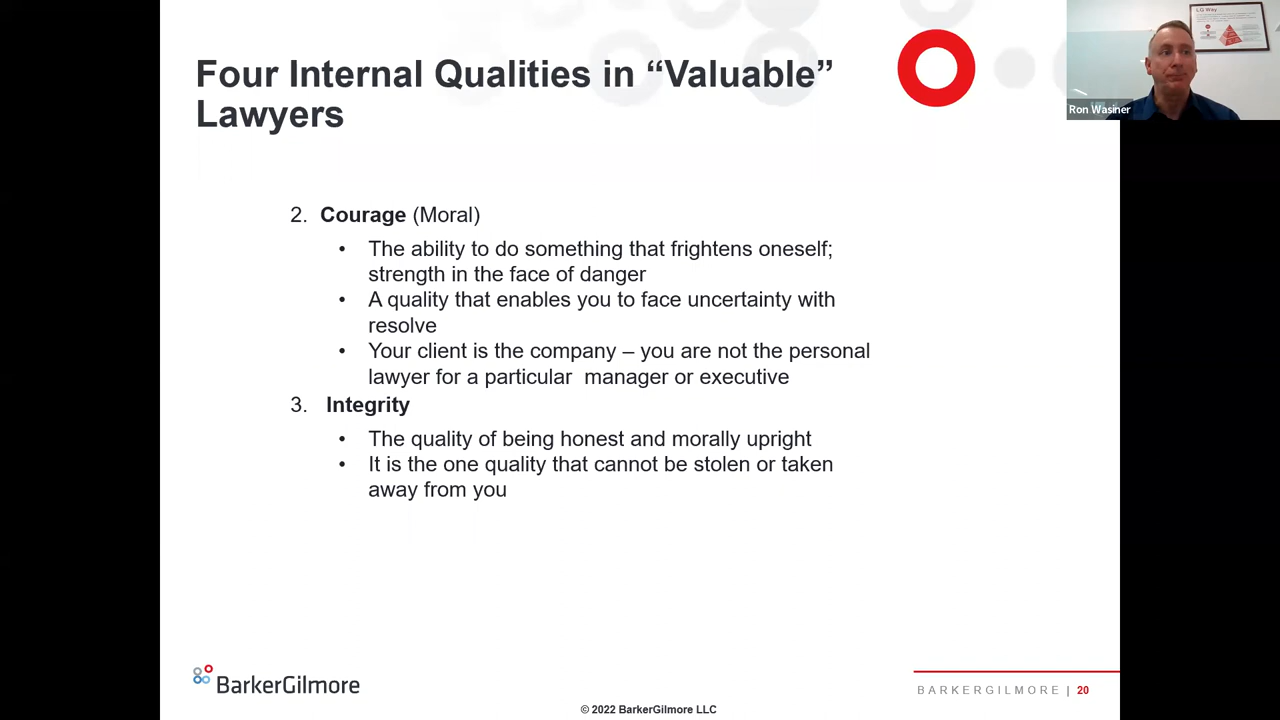 Four Internal Qualities in “Valuable”
Lawyers
LQ Way
Ron Wasiner
2. Courage (Moral)
• The ability to do something that frightens oneself;
strength in the face of danger
• A quality that enables you to face uncertainty with
resolve
• Your client is the company – you are not the personal
lawyer for a particular manager or executive
3. Integrity
• The quality of being honest and morally upright
• It is the one quality that cannot be stolen or taken
away from you
BarkerGilmore
BARKERGILMORE | 20
© 2022 BarkerGilmore LLC